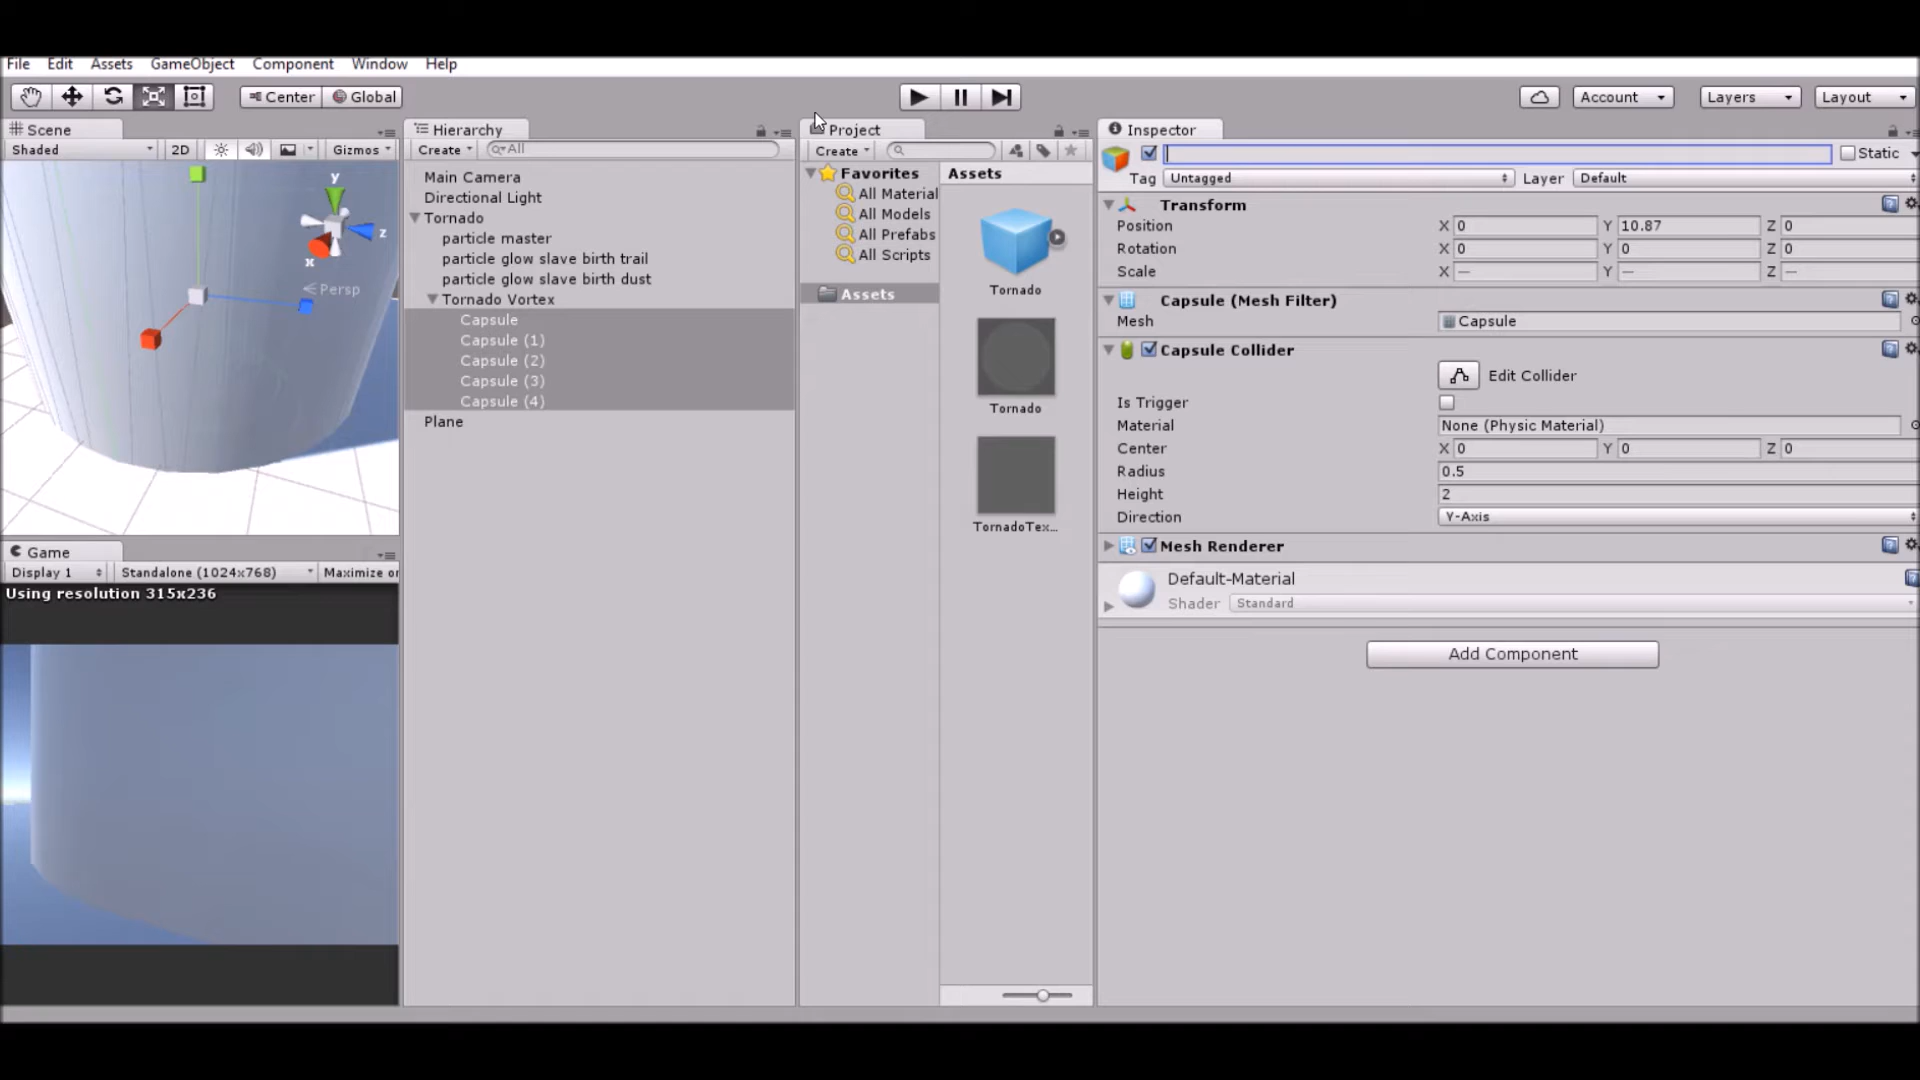 File Edit Assets GameObject Component Window Help
Center Global Account Layers Layout
Scene
Shaded 2D Gizmos
y
z
x
Persp
Game
Display 1 Standalone (1024x768) Maximize or
Using resolution 315x236
Hierarchy
Create All
Main Camera
Directional Light
Tornado
particle master
particle glow slave birth trail
particle glow slave birth dust
Tornado Vortex
Capsule
Capsule (1)
Capsule (2)
Capsule (3)
Capsule (4)
Plane
Project
Create
Favorites
All Material
All Models
All Prefabs
All Scripts
Assets
Assets
Tornado
Tornado
TornadoTex...
Inspector
Static
Tag Untagged Layer Default
Transform
Position X 0 Y 10.87 Z 0
Rotation X 0 Y 0 Z 0
Scale X — Y — Z —
Capsule (Mesh Filter)
Mesh Capsule
Capsule Collider
Edit Collider
Is Trigger
Material None (Physic Material)
Center X 0 Y 0 Z 0
Radius 0.5
Height 2
Direction Y-Axis
Mesh Renderer
Default-Material
Shader Standard
Add Component